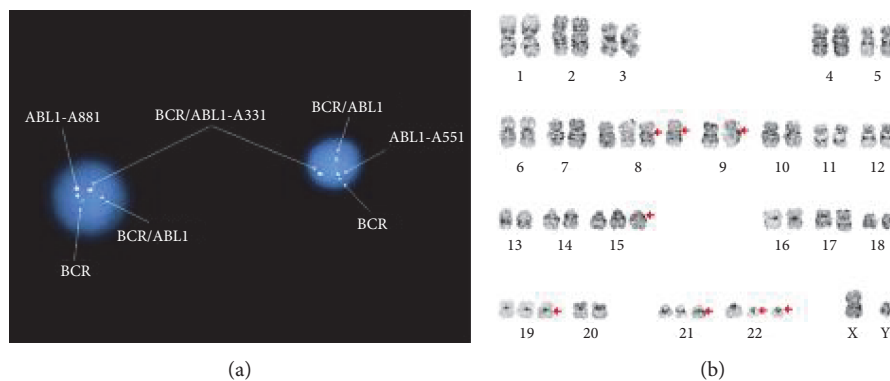 ABL1-A881
BCR/ABL1-A331
BCR/ABL1
ABL1-A551
BCR/ABL1
BCR
BCR
(a)
1 2 3 4 5
6 7 8 9 10 11 12
13 14 15 16 17 18
19 20 21 22 X Y
(b)